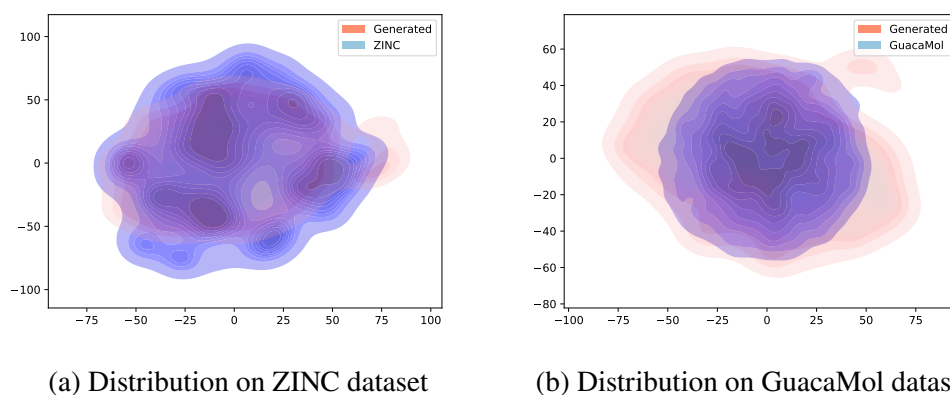 Generated
ZINC
100
50
0
−50
−100
−75 −50 −25 0 25 50 75 100
(a) Distribution on ZINC dataset
Generated
GuacaMol
60
40
20
0
−20
−40
−60
−80
−100 −75 −50 −25 0 25 50 75
(b) Distribution on GuacaMol datas